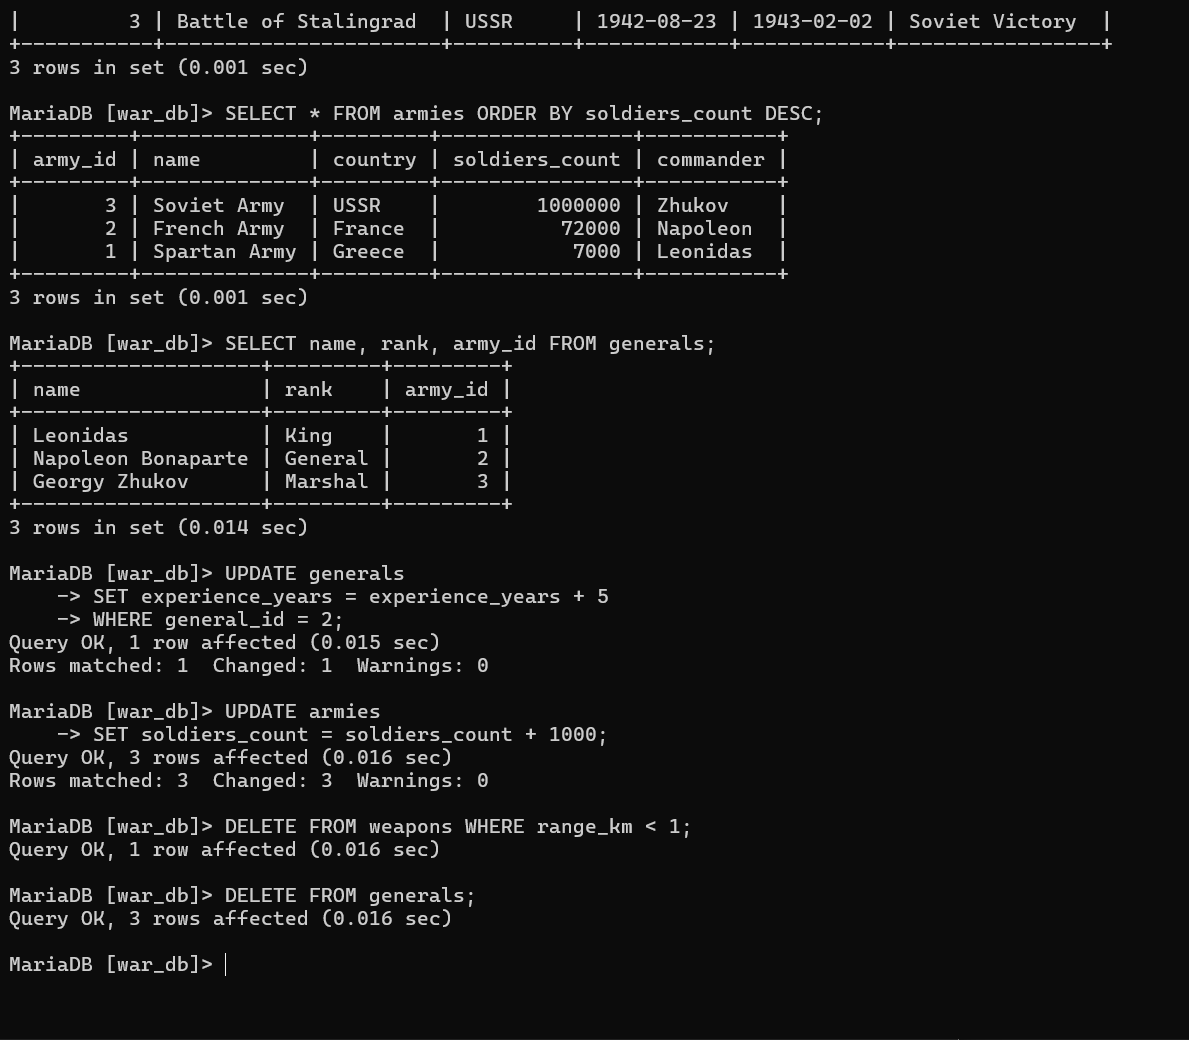 |         3 | Battle of Stalingrad  | USSR     | 1942-08-23 | 1943-02-02 | Soviet Victory  |
+-----------+-----------------------+----------+------------+------------+-----------------+
3 rows in set (0.001 sec)

MariaDB [war_db]> SELECT * FROM armies ORDER BY soldiers_count DESC;
+---------+--------------+---------+----------------+-----------+
| army_id | name         | country | soldiers_count | commander |
+---------+--------------+---------+----------------+-----------+
|       3 | Soviet Army  | USSR    |        1000000 | Zhukov    |
|       2 | French Army  | France  |          72000 | Napoleon  |
|       1 | Spartan Army | Greece  |           7000 | Leonidas  |
+---------+--------------+---------+----------------+-----------+
3 rows in set (0.001 sec)

MariaDB [war_db]> SELECT name, rank, army_id FROM generals;
+--------------------+---------+---------+
| name               | rank    | army_id |
+--------------------+---------+---------+
| Leonidas           | King    |       1 |
| Napoleon Bonaparte | General |       2 |
| Georgy Zhukov      | Marshal |       3 |
+--------------------+---------+---------+
3 rows in set (0.014 sec)

MariaDB [war_db]> UPDATE generals
    -> SET experience_years = experience_years + 5
    -> WHERE general_id = 2;
Query OK, 1 row affected (0.015 sec)
Rows matched: 1  Changed: 1  Warnings: 0

MariaDB [war_db]> UPDATE armies
    -> SET soldiers_count = soldiers_count + 1000;
Query OK, 3 rows affected (0.016 sec)
Rows matched: 3  Changed: 3  Warnings: 0

MariaDB [war_db]> DELETE FROM weapons WHERE range_km < 1;
Query OK, 1 row affected (0.016 sec)

MariaDB [war_db]> DELETE FROM generals;
Query OK, 3 rows affected (0.016 sec)

MariaDB [war_db]>